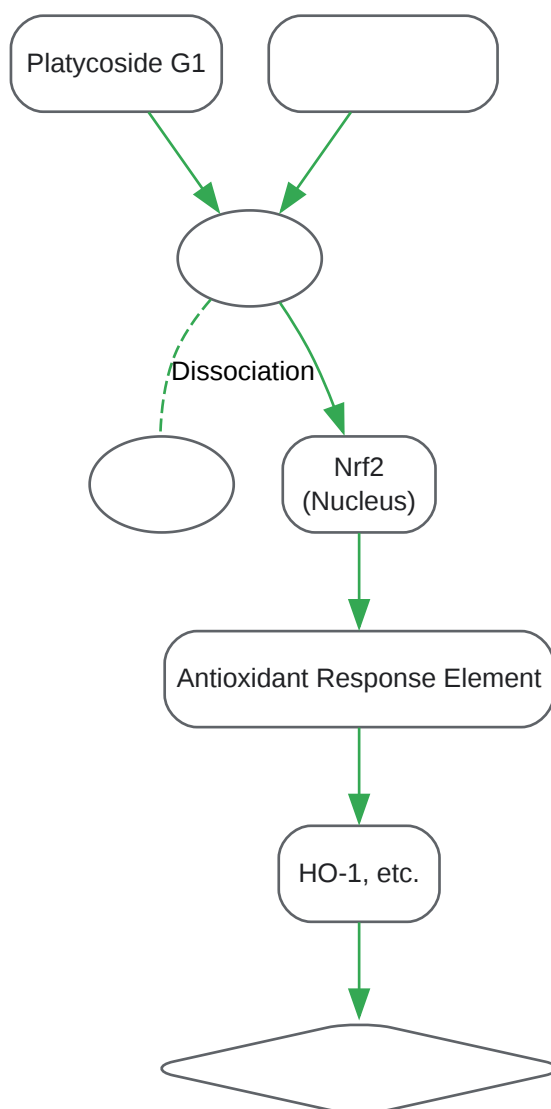 Platycoside G1
Dissociation
Nrf2
(Nucleus)
Antioxidant Response Element
HO-1, etc.